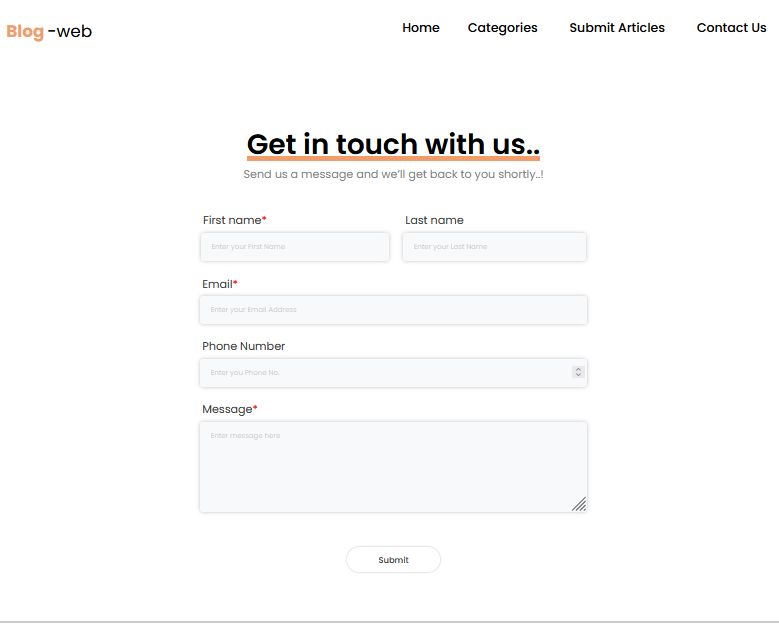 Blog -web Home Categories Submit Articles Contact Us
Get in touch with us..
Send us a message and we'll get back to you shortly..!
First name* Last name
Enter your First Name Enter your Last Name
Email*
Enter your Email Address
Phone Number
Enter you Phone No.
Message*
Enter message here
Submit